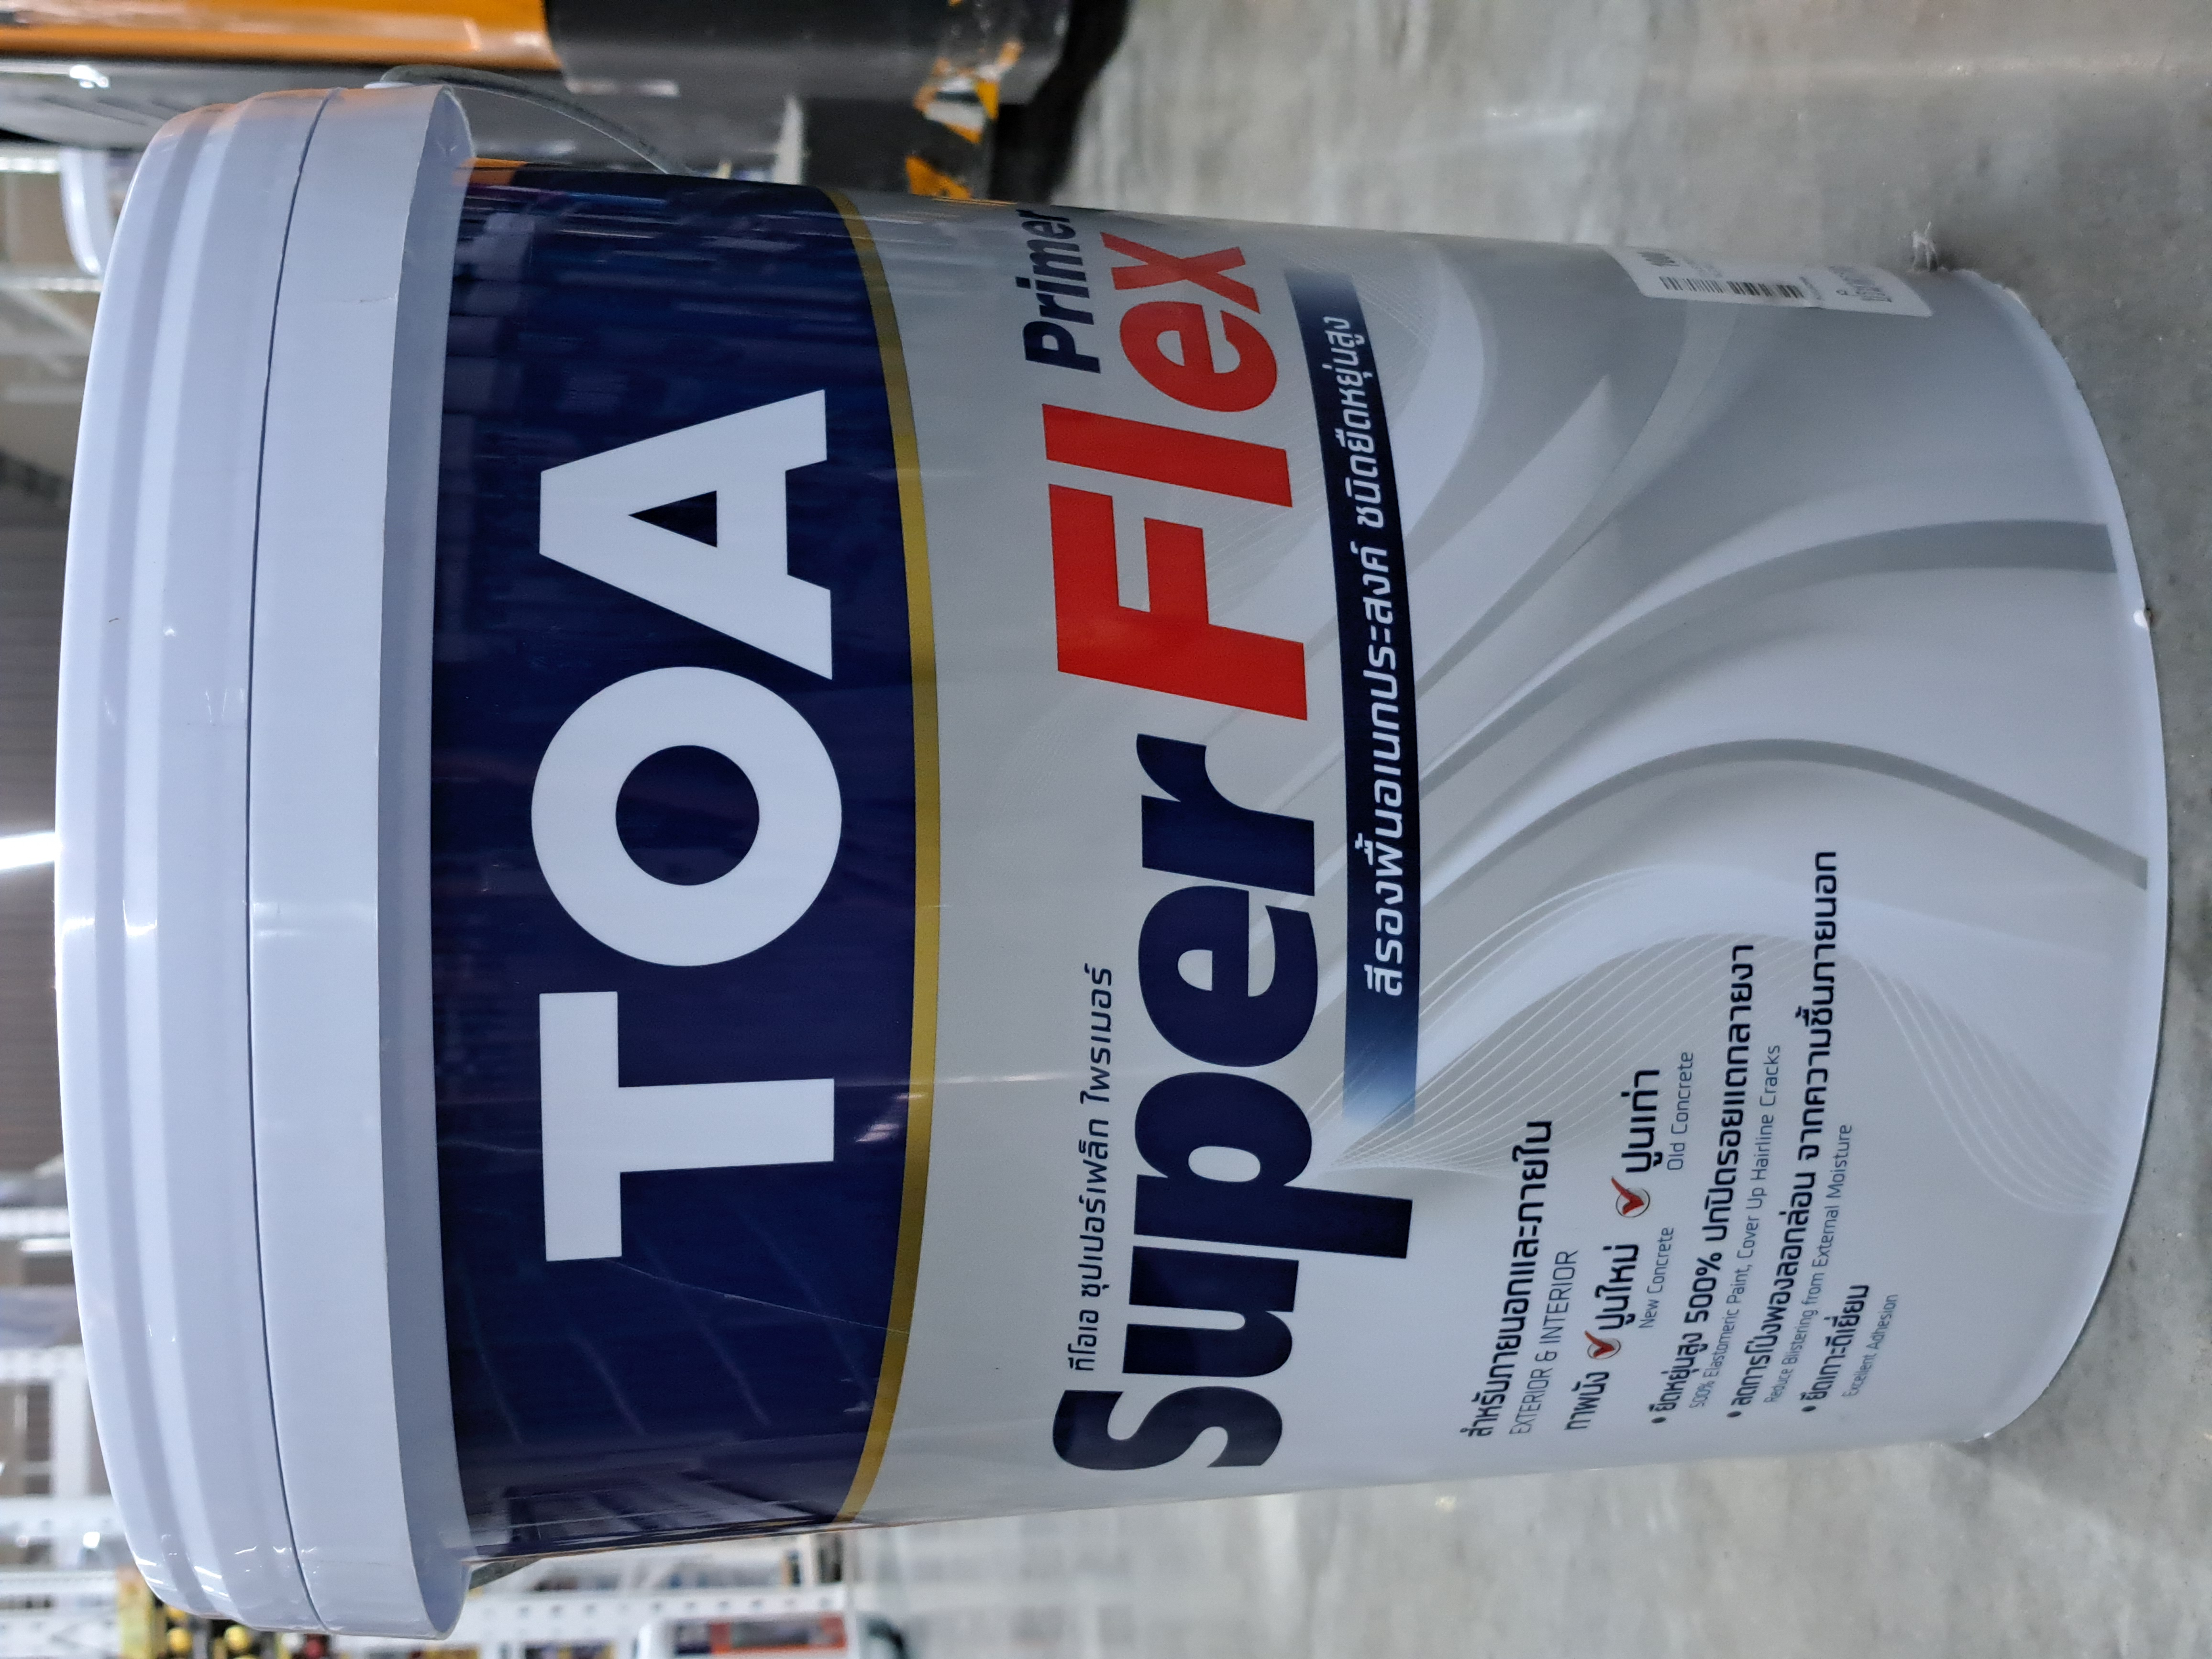 TOA
ทีโอเอ ซุปเปอร์เฟล็ก ไพรเมอร์
Primer
SuperFlex
สีรองพื้นอเนกประสงค์ ชนิดยืดหยุ่นสูง
สำหรับภายนอกและภายใน
EXTERIOR & INTERIOR
ทาผนัง ปูนใหม่ ปูนเก่า
New Concrete Old Concrete
• ยืดหยุ่นสูง 500% ปกปิดรอยแตกลายงา
500% Elastomeric Paint, Cover Up Hairline Cracks
• ลดการโป่งพองลอกล่อน จากความชื้นภายนอก
Reduce Blistering from External Moisture
• ยึดเกาะดีเยี่ยม
Excellent Adhesion